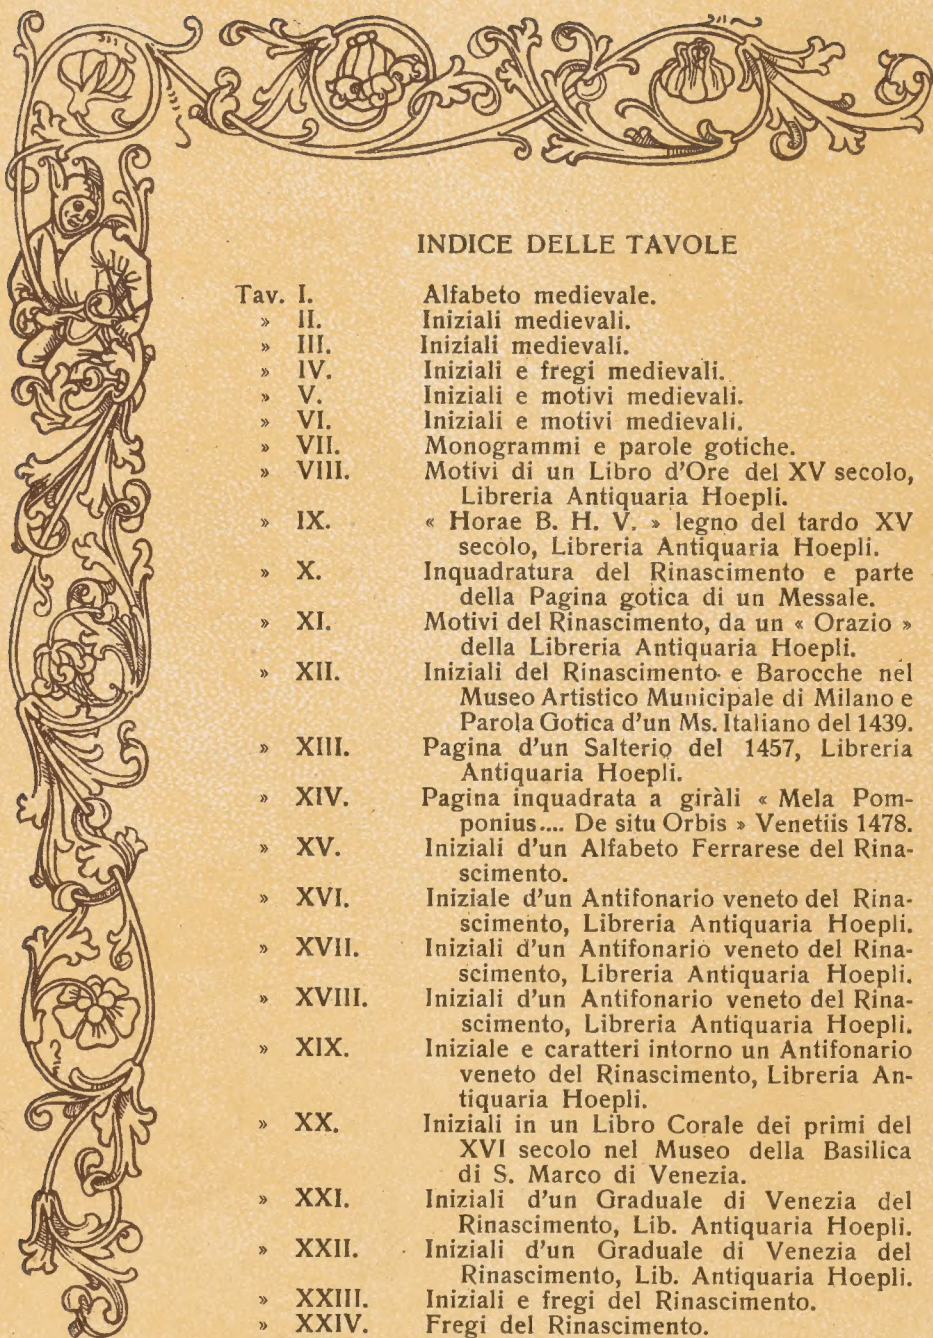 INDICE DELLE TAVOLE
Tav. I. Alfabeto medievale.
» II. Iniziali medievali.
» III. Iniziali medievali.
» IV. Iniziali e fregi medievali.
» V. Iniziali e motivi medievali.
» VI. Iniziali e motivi medievali.
» VII. Monogrammi e parole gotiche.
» VIII. Motivi di un Libro d'Ore del XV secolo,
Libreria Antiquaria Hoepli.
» IX. « Horae B. H. V. » legno del tardo XV
secolo, Libreria Antiquaria Hoepli.
» X. Inquadratura del Rinascimento e parte
della Pagina gotica di un Messale.
» XI. Motivi del Rinascimento, da un « Orazio »
della Libreria Antiquaria Hoepli.
» XII. Iniziali del Rinascimento e Barocche nel
Museo Artistico Municipale di Milano e
Parola Gotica d'un Ms. Italiano del 1439.
» XIII. Pagina d'un Salterio del 1457, Libreria
Antiquaria Hoepli.
» XIV. Pagina inquadrata a giràli « Mela Pom-
ponius.... De situ Orbis » Venetiis 1478.
» XV. Iniziali d'un Alfabeto Ferrarese del Rina-
scimento.
» XVI. Iniziale d'un Antifonario veneto del Rina-
scimento, Libreria Antiquaria Hoepli.
» XVII. Iniziali d'un Antifonario veneto del Rina-
scimento, Libreria Antiquaria Hoepli.
» XVIII. Iniziali d'un Antifonario veneto del Rina-
scimento, Libreria Antiquaria Hoepli.
» XIX. Iniziale e caratteri intorno un Antifonario
veneto del Rinascimento, Libreria An-
tiquaria Hoepli.
» XX. Iniziali in un Libro Corale dei primi del
XVI secolo nel Museo della Basilica
di S. Marco di Venezia.
» XXI. Iniziali d'un Graduale di Venezia del
Rinascimento, Lib. Antiquaria Hoepli.
» XXII. Iniziali d'un Graduale di Venezia del
Rinascimento, Lib. Antiquaria Hoepli.
» XXIII. Iniziali e fregi del Rinascimento.
» XXIV. Fregi del Rinascimento.